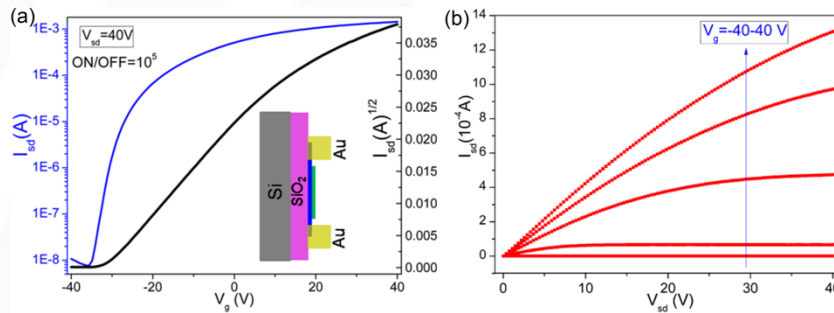 (a)
V_sd=40V
ON/OFF=10^5
I_sd(A)
1E-3
1E-4
1E-5
1E-6
1E-7
1E-8
-40
-20
0
20
40
V_g (V)
0.035
0.030
0.025
0.020
0.015
0.010
0.005
0.000
I_sd(A)^1/2
Si
SiO_2
Au
Au
(b)
V_g=-40-40 V
I_sd(10^-4 A)
14
12
10
8
6
4
2
0
0
10
20
30
40
V_sd (V)